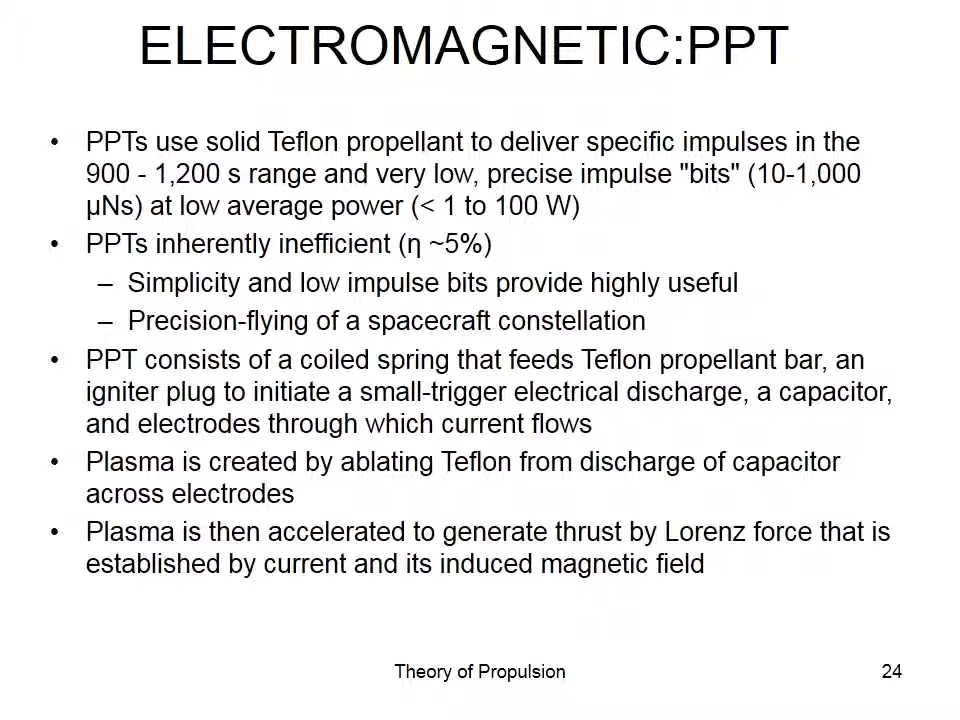 ELECTROMAGNETIC:PPT
• PPTs use solid Teflon propellant to deliver specific impulses in the
900 - 1,200 s range and very low, precise impulse "bits" (10-1,000
μNs) at low average power (< 1 to 100 W)
• PPTs inherently inefficient (η ~5%)
– Simplicity and low impulse bits provide highly useful
– Precision-flying of a spacecraft constellation
• PPT consists of a coiled spring that feeds Teflon propellant bar, an
igniter plug to initiate a small-trigger electrical discharge, a capacitor,
and electrodes through which current flows
• Plasma is created by ablating Teflon from discharge of capacitor
across electrodes
• Plasma is then accelerated to generate thrust by Lorenz force that is
established by current and its induced magnetic field
Theory of Propulsion
24